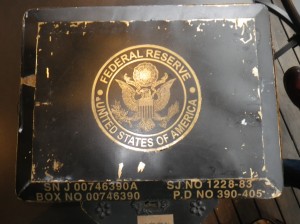 FEDERAL RESERVE
UNITED STATES OF AMERICA
SN J 00746390A SJ.NO 1228-83
BOX NO 00746390 P.D NO 390-405